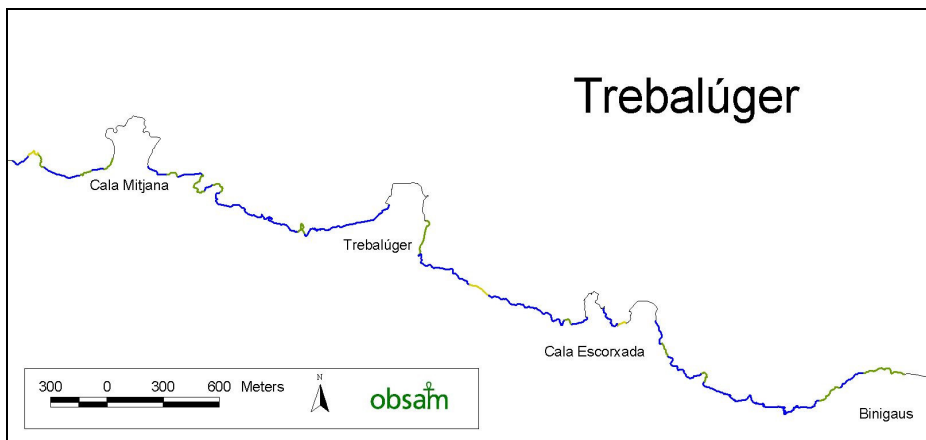 Trebalúger
Cala Mitjana
Trebalúger
Cala Escorxada
Binigaus
300 0 300 600 Meters
N
obsam